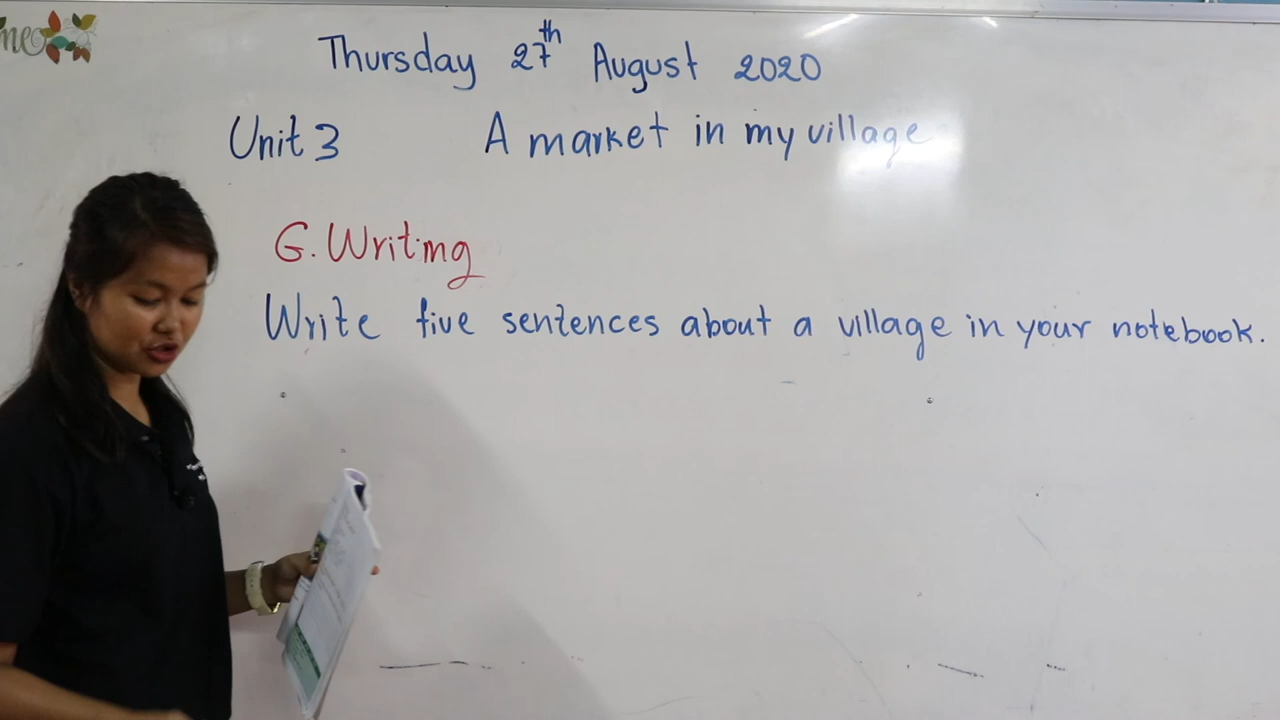 neo
Thursday 27th August 2020
Unit 3 A market in my village
G. Writing
Write five sentences about a village in your notebook.